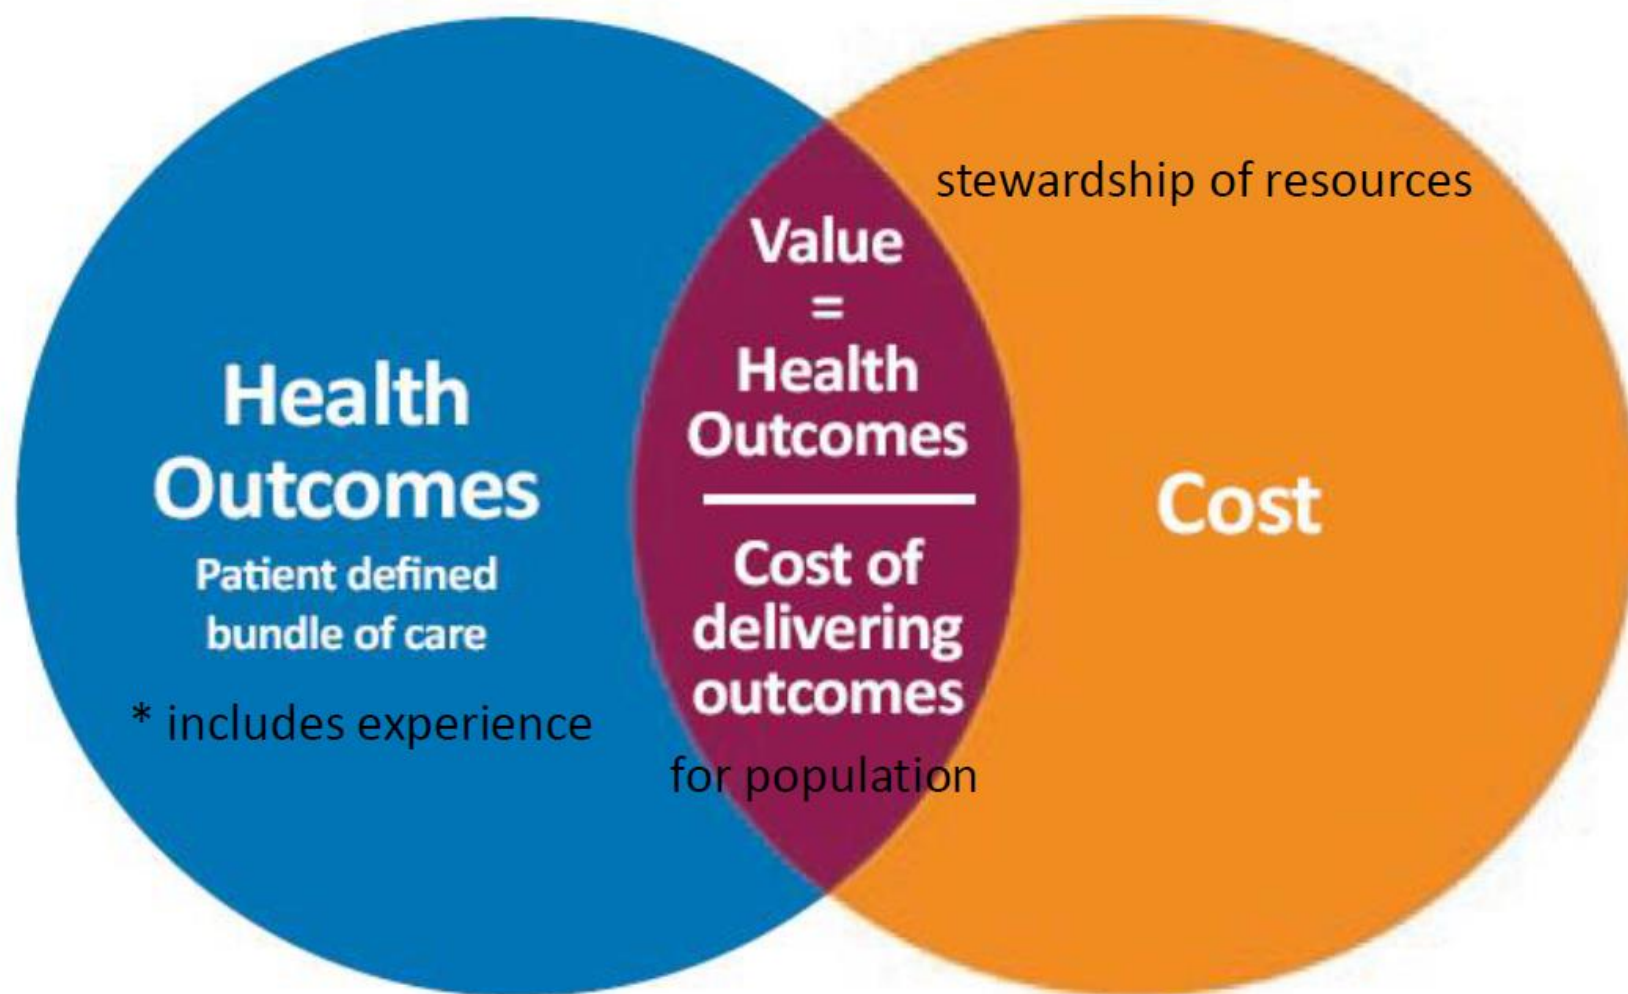 Health
Outcomes
Patient defined
bundle of care
* includes experience
Value
=
Health
Outcomes
Cost of
delivering
outcomes
for population
stewardship of resources
Cost